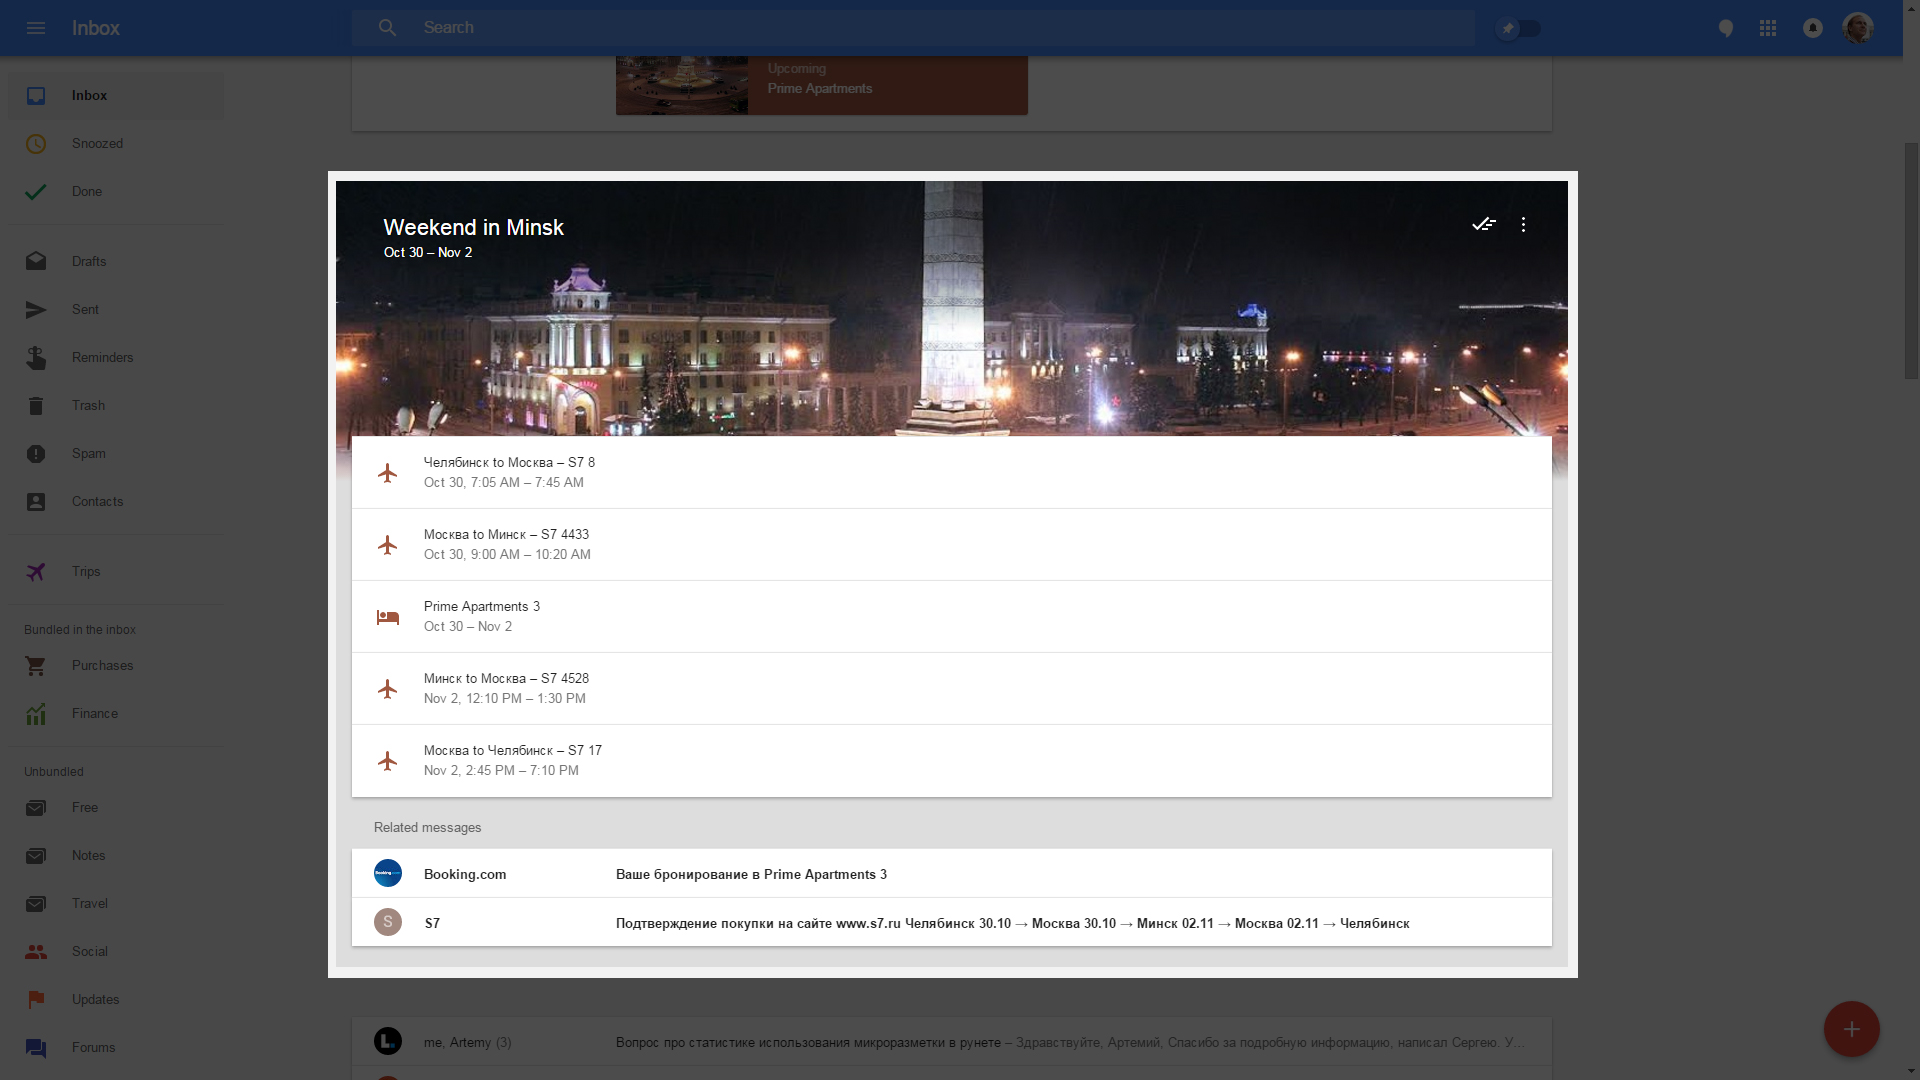 Inbox
Search
Upcoming
Prime Apartments
Inbox
Snoozed
Done
Drafts
Sent
Reminders
Trash
Spam
Contacts
Trips
Bundled in the inbox
Purchases
Finance
Unbundled
Free
Notes
Travel
Social
Updates
Forums
Weekend in Minsk
Oct 30 – Nov 2
Челябинск to Москва – S7 8
Oct 30, 7:05 AM – 7:45 AM
Москва to Минск – S7 4433
Oct 30, 9:00 AM – 10:20 AM
Prime Apartments 3
Oct 30 – Nov 2
Минск to Москва – S7 4528
Nov 2, 12:10 PM – 1:30 PM
Москва to Челябинск – S7 17
Nov 2, 2:45 PM – 7:10 PM
Related messages
Booking.com Booking.com Ваше бронирование в Prime Apartments 3
S S7 Подтверждение покупки на сайте www.s7.ru Челябинск 30.10 → Москва 30.10 → Минск 02.11 → Москва 02.11 → Челябинск
L. me, Artemy (3) Вопрос про статистике использования микроразметки в рунете – Здравствуйте, Артемий, Спасибо за подробную информацию, написал Сергею. У...